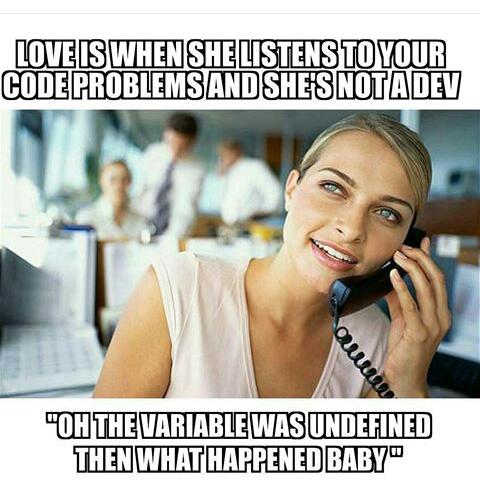 LOVE IS WHEN SHE LISTENS TO YOUR
CODE PROBLEMS AND SHE'S NOT A DEV
"OH THE VARIABLE WAS UNDEFINED
THEN WHAT HAPPENED BABY"